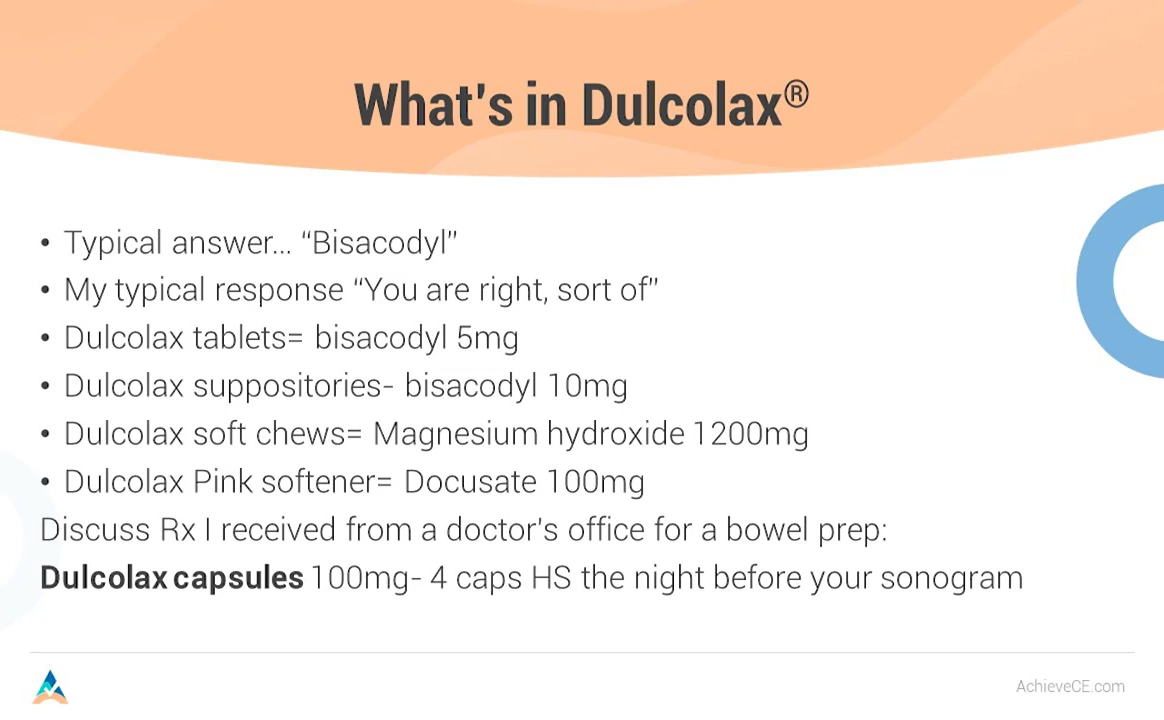 What's in Dulcolax®
• Typical answer... “Bisacodyl”
• My typical response “You are right, sort of”
• Dulcolax tablets= bisacodyl 5mg
• Dulcolax suppositories- bisacodyl 10mg
• Dulcolax soft chews= Magnesium hydroxide 1200mg
• Dulcolax Pink softener= Docusate 100mg
Discuss Rx I received from a doctor's office for a bowel prep:
Dulcolax capsules 100mg- 4 caps HS the night before your sonogram
AchieveCE.com